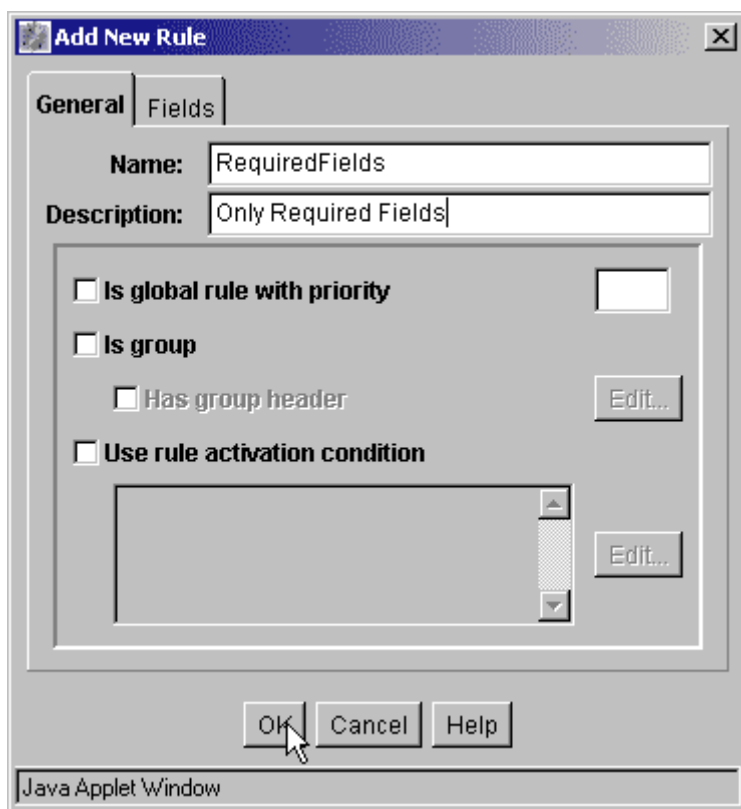 Add New Rule
General Fields
Name: RequiredFields
Description: Only Required Fields
Is global rule with priority
Is group
Has group header Edit...
Use rule activation condition
Edit...
OK Cancel Help
Java Applet Window